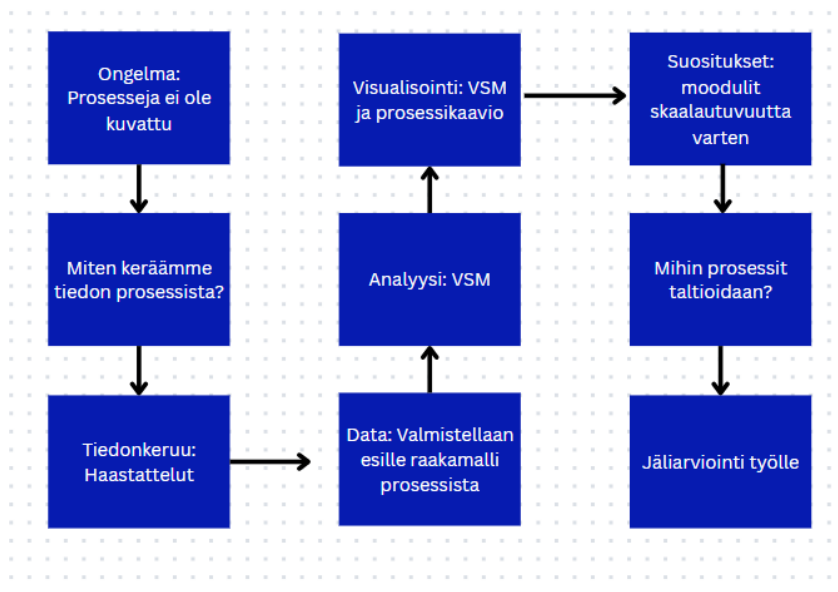 Ongelma:
Prosesseja ei ole
kuvattu
Miten keräämme
tiedon prosessista?
Tiedonkeruu:
Haastattelut
Data: Valmistellaan
esille raakamalli
prosessista
Analyysi: VSM
Visualisointi: VSM
ja prosessikaavio
Suositukset:
moodulit
skaalautuvuutta
varten
Mihin prosessit
taltioidaan?
Jäliarviointi työlle